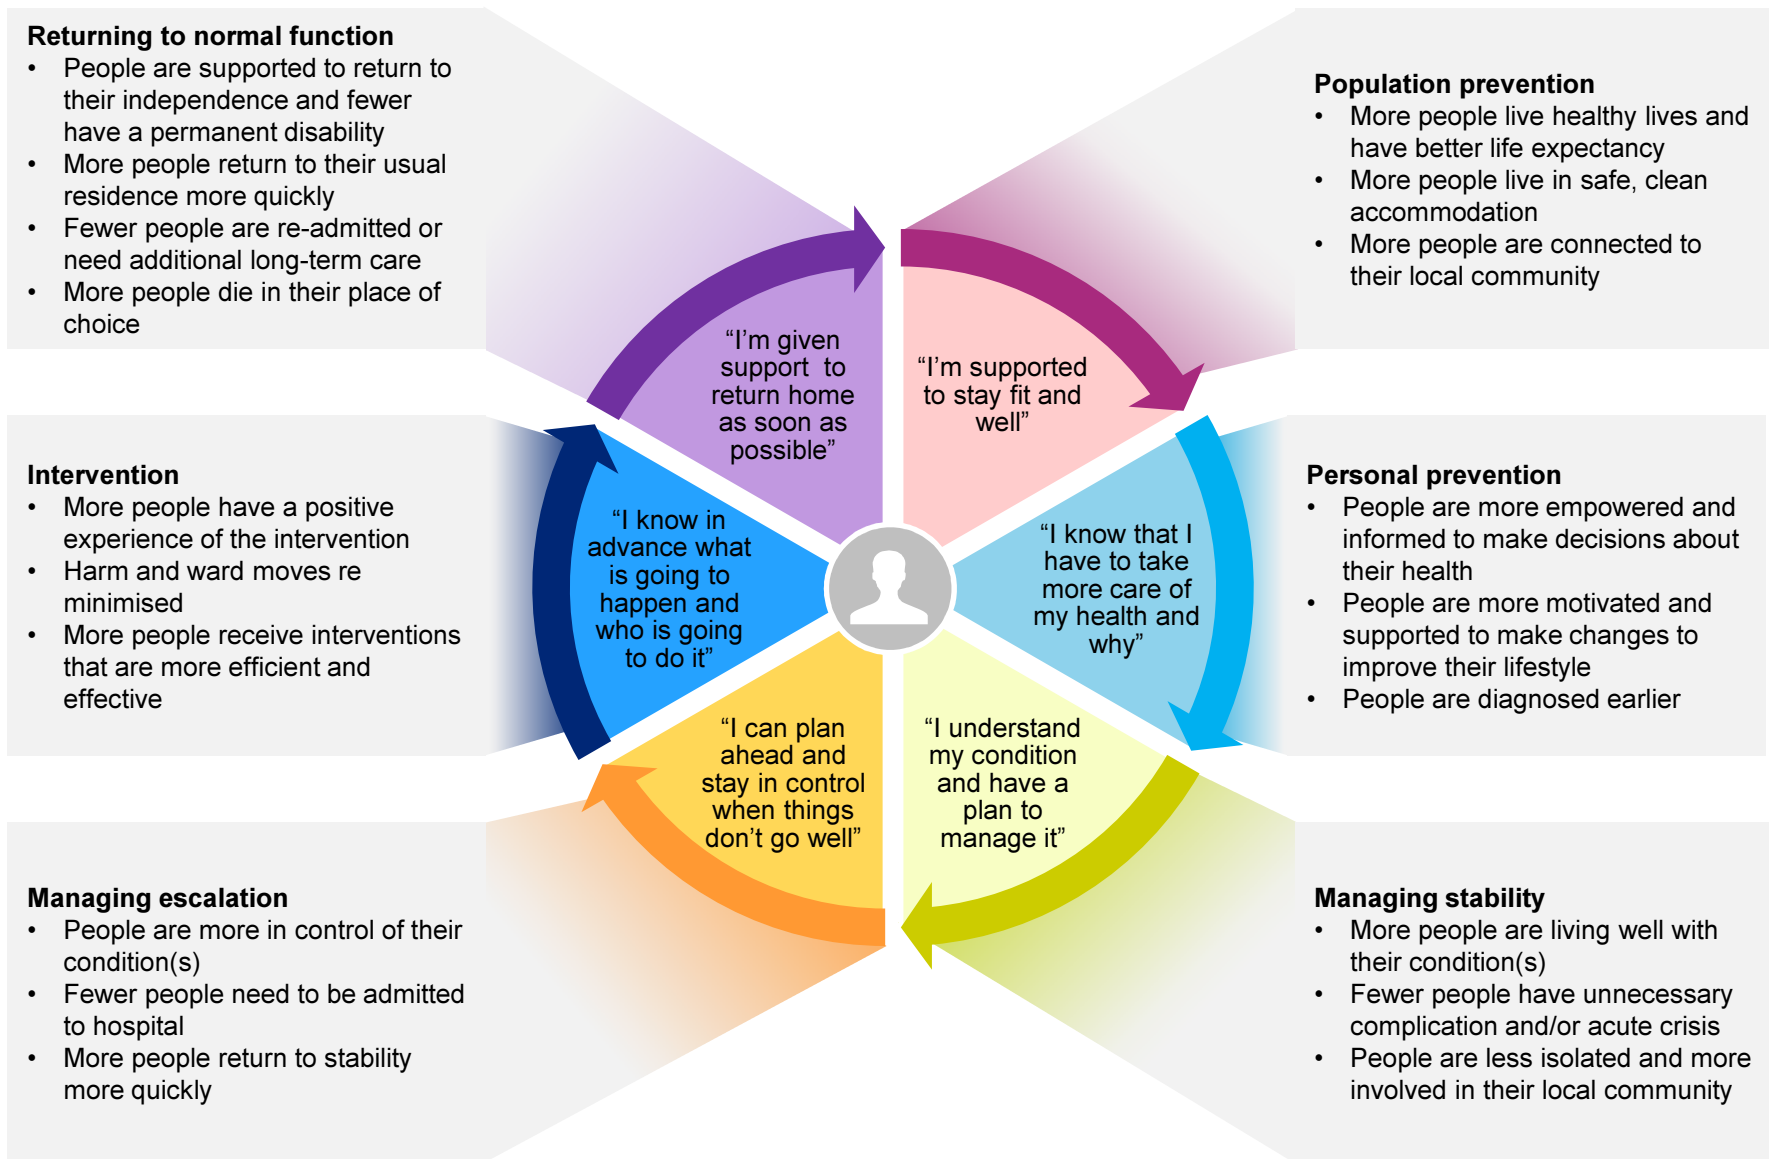 Returning to normal function
• People are supported to return to
their independence and fewer
have a permanent disability
• More people return to their usual
residence more quickly
• Fewer people are re-admitted or
need additional long-term care
• More people die in their place of
choice
Population prevention
• More people live healthy lives and
have better life expectancy
• More people live in safe, clean
accommodation
• More people are connected to
their local community
“I’m given
support to
return home
as soon as
possible”
“I’m supported
to stay fit and
well”
Intervention
• More people have a positive
experience of the intervention
• Harm and ward moves re
minimised
• More people receive interventions
that are more efficient and
effective
“I know in
advance what
is going to
happen and
who is going
to do it”
“I know that I
have to take
more care of
my health and
why”
Personal prevention
• People are more empowered and
informed to make decisions about
their health
• People are more motivated and
supported to make changes to
improve their lifestyle
• People are diagnosed earlier
“I can plan
ahead and
stay in control
when things
don’t go well”
“I understand
my condition
and have a
plan to
manage it”
Managing escalation
• People are more in control of their
condition(s)
• Fewer people need to be admitted
to hospital
• More people return to stability
more quickly
Managing stability
• More people are living well with
their condition(s)
• Fewer people have unnecessary
complication and/or acute crisis
• People are less isolated and more
involved in their local community